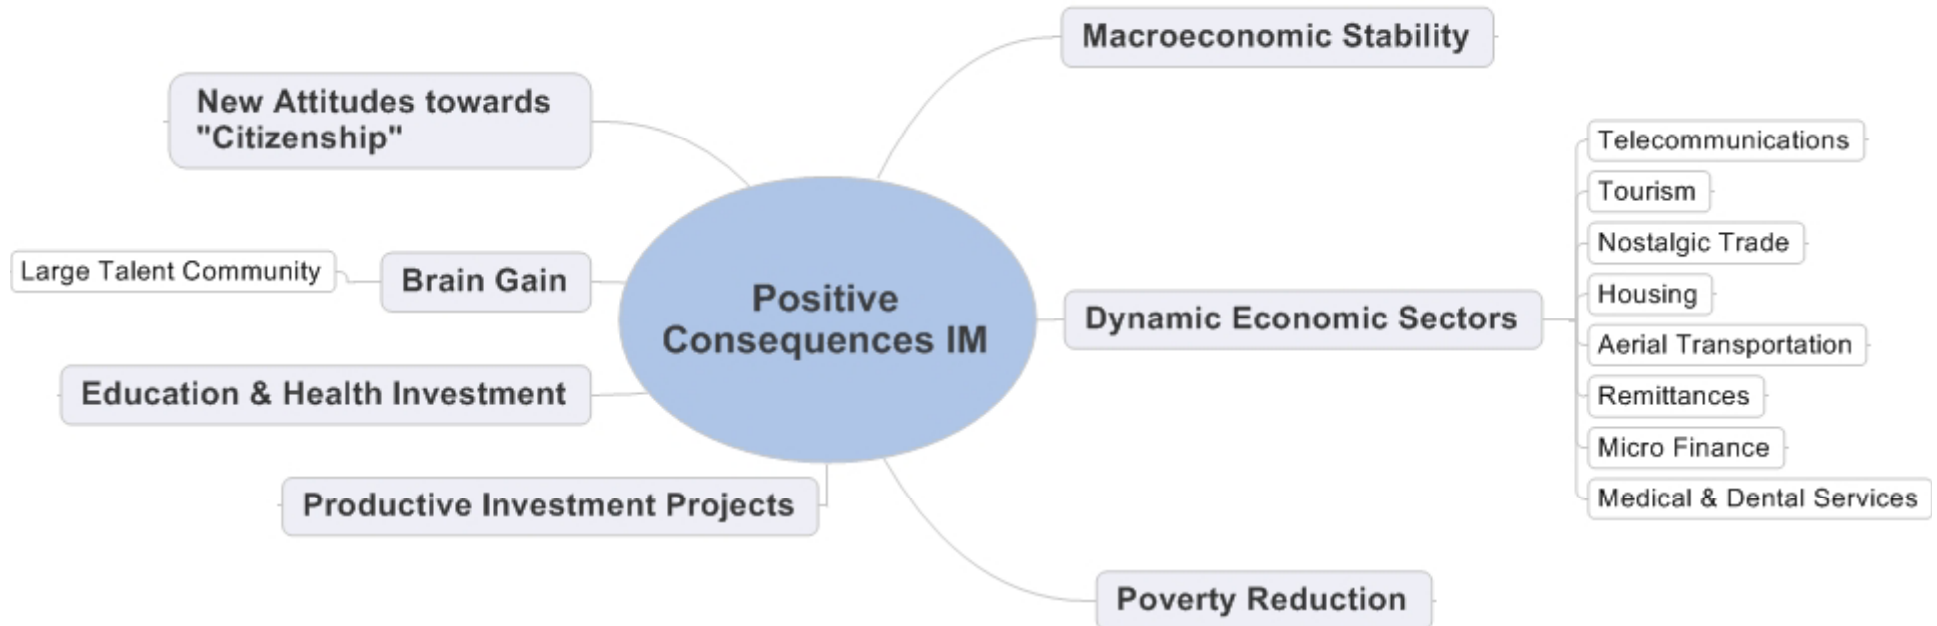 Macroeconomic Stability
New Attitudes towards
"Citizenship"
Telecommunications
Tourism
Nostalgic Trade
Large Talent Community
Brain Gain
Positive
Consequences IM
Dynamic Economic Sectors
Housing
Aerial Transportation
Education & Health Investment
Remittances
Micro Finance
Productive Investment Projects
Medical & Dental Services
Poverty Reduction